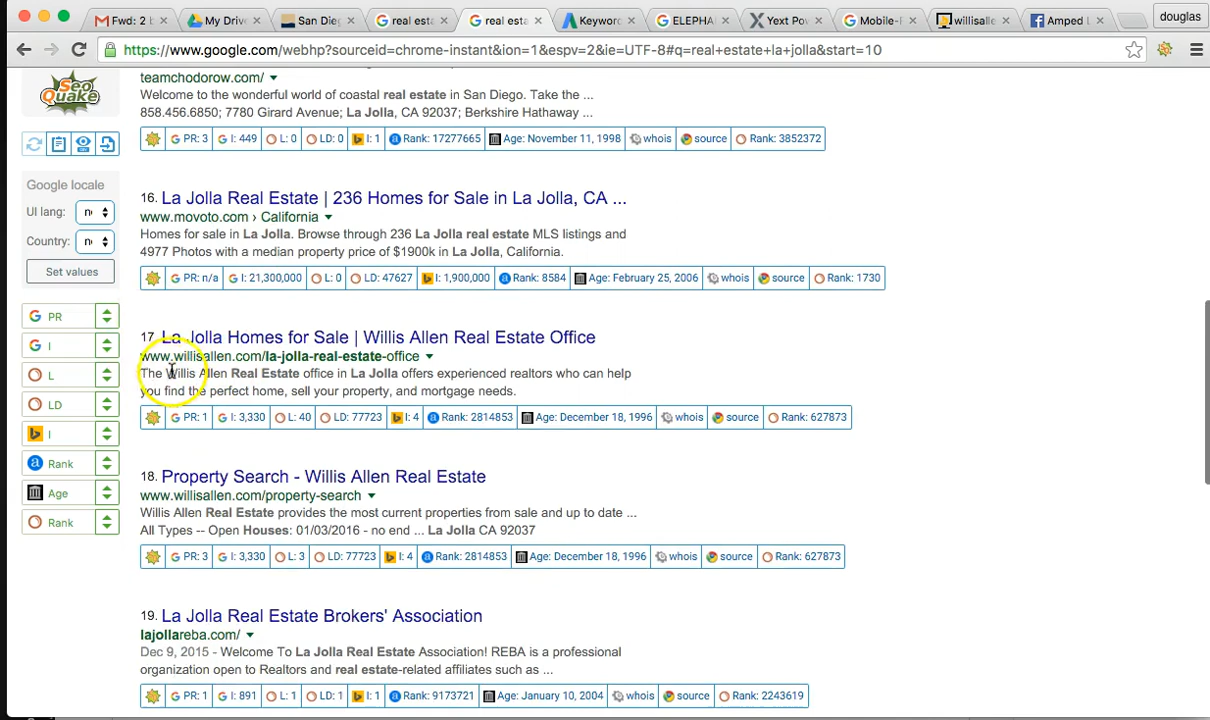 douglas
Fwd: 2 b
My Drive
San Die
real esta
real esta
Keyword
ELEPHA
Yext Pow
Mobile-F
willisalle
Amped L
https://www.google.com/webhp?sourceid=chrome-instant&ion=1&espv=2&ie=UTF-8#q=real+estate+la+jolla&start=10
SeoQuake
teamchodorow.com/
Welcome to the wonderful world of coastal real estate in San Diego. Take the ...
858.456.6850; 7780 Girard Avenue; La Jolla, CA 92037; Berkshire Hathaway ...
PR: 3 I: 449 L: 0 LD: 0 I: 1 Rank: 17277665 Age: November 11, 1998 whois source Rank: 3852372
Google locale
UI lang: n
Country: n
Set values
PR
I
L
LD
I
Rank
Age
Rank
16. La Jolla Real Estate | 236 Homes for Sale in La Jolla, CA ...
www.movoto.com › California
Homes for sale in La Jolla. Browse through 236 La Jolla real estate MLS listings and
4977 Photos with a median property price of $1900k in La Jolla, California.
PR: n/a I: 21,300,000 L: 0 LD: 47627 I: 1,900,000 Rank: 8584 Age: February 25, 2006 whois source Rank: 1730
17. La Jolla Homes for Sale | Willis Allen Real Estate Office
www.willisallen.com/la-jolla-real-estate-office
The Willis Allen Real Estate office in La Jolla offers experienced realtors who can help
you find the perfect home, sell your property, and mortgage needs.
PR: 1 I: 3,330 L: 40 LD: 77723 I: 4 Rank: 2814853 Age: December 18, 1996 whois source Rank: 627873
18. Property Search - Willis Allen Real Estate
www.willisallen.com/property-search
Willis Allen Real Estate provides the most current properties from sale and up to date ...
All Types -- Open Houses: 01/03/2016 - no end ... La Jolla CA 92037
PR: 3 I: 3,330 L: 3 LD: 77723 I: 4 Rank: 2814853 Age: December 18, 1996 whois source Rank: 627873
19. La Jolla Real Estate Brokers' Association
lajollareba.com/
Dec 9, 2015 - Welcome To La Jolla Real Estate Association! REBA is a professional
organization open to Realtors and real estate-related affiliates such as ...
PR: 1 I: 891 L: 1 LD: 1 I: 1 Rank: 9173721 Age: January 10, 2004 whois source Rank: 2243619